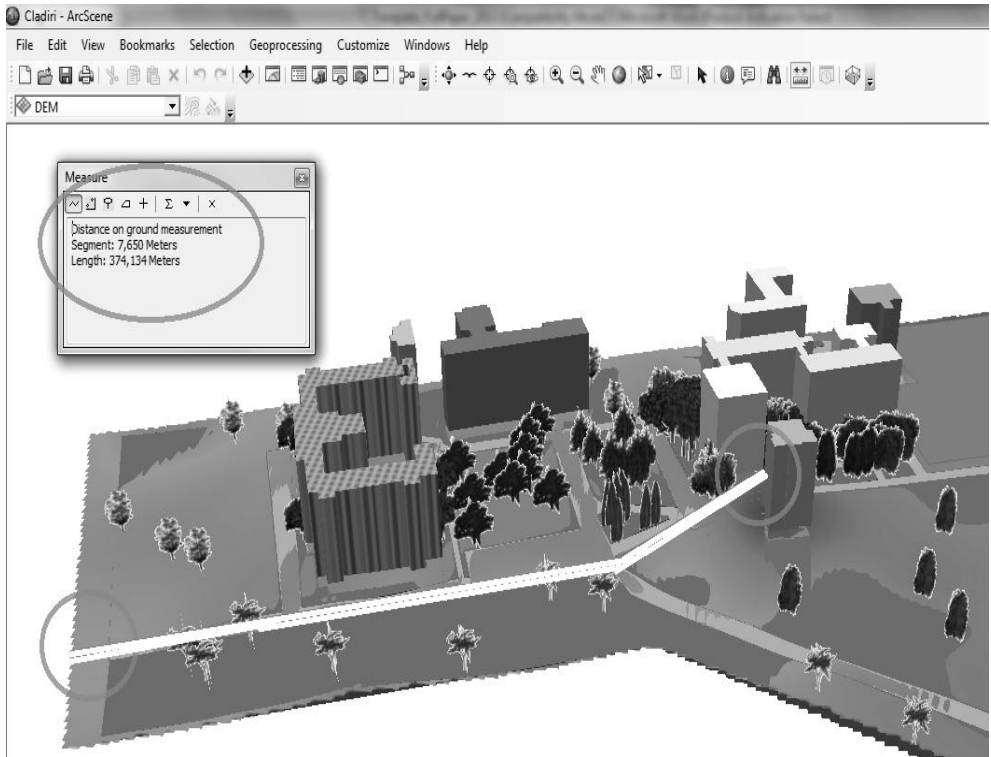 Cladiri - ArcScene
File Edit View Bookmarks Selection Geoprocessing Customize Windows Help
DEM
Measure
Distance on ground measurement
Segment: 7,650 Meters
Length: 374,134 Meters